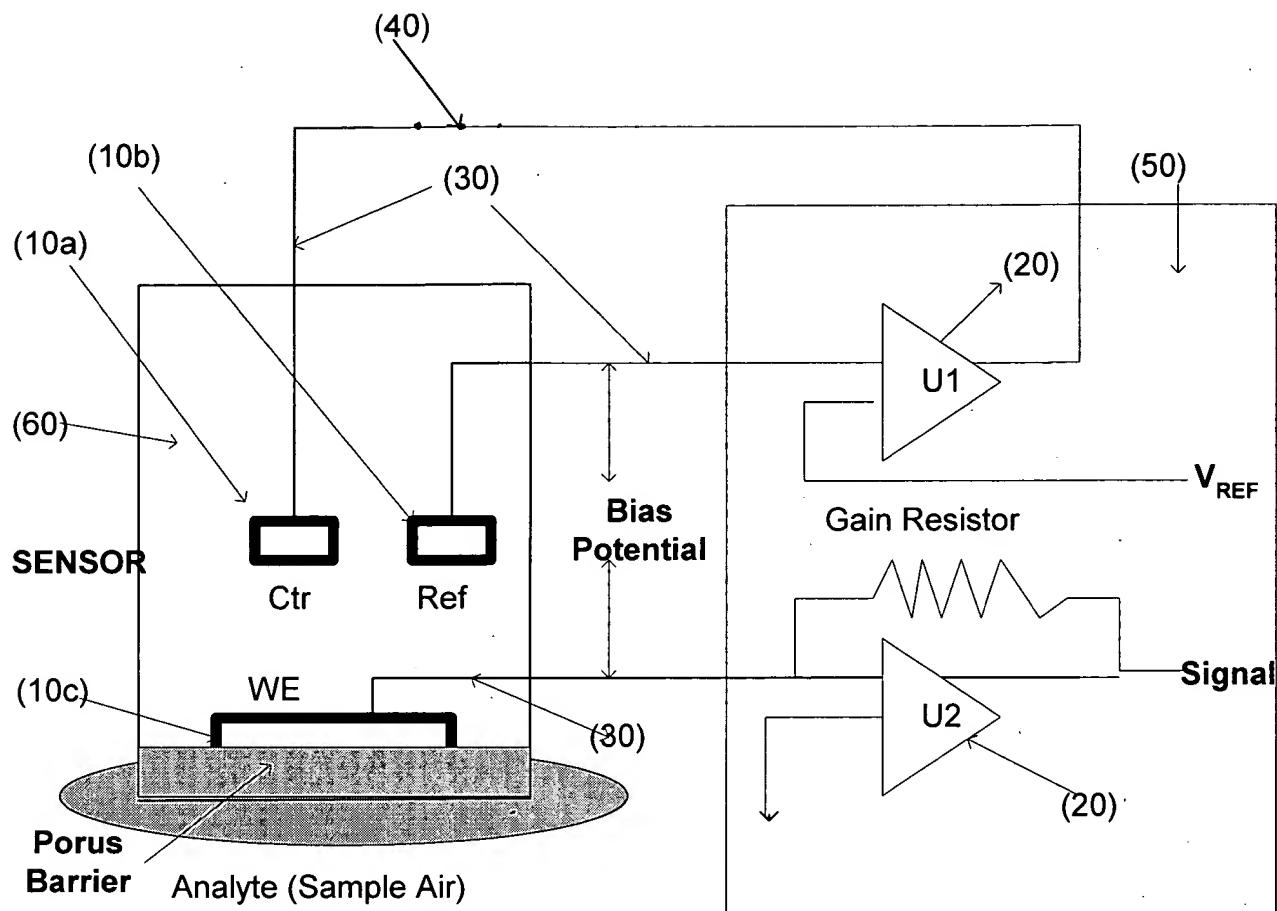 (40)
(10b)
(30)
(50)
(10a)
(20)
U1
(60)
V_REF
Bias
Potential
Gain Resistor
SENSOR
Ctr
Ref
Signal
(10c)
WE
U2
(30)
(20)
Porus
Barrier
Analyte (Sample Air)